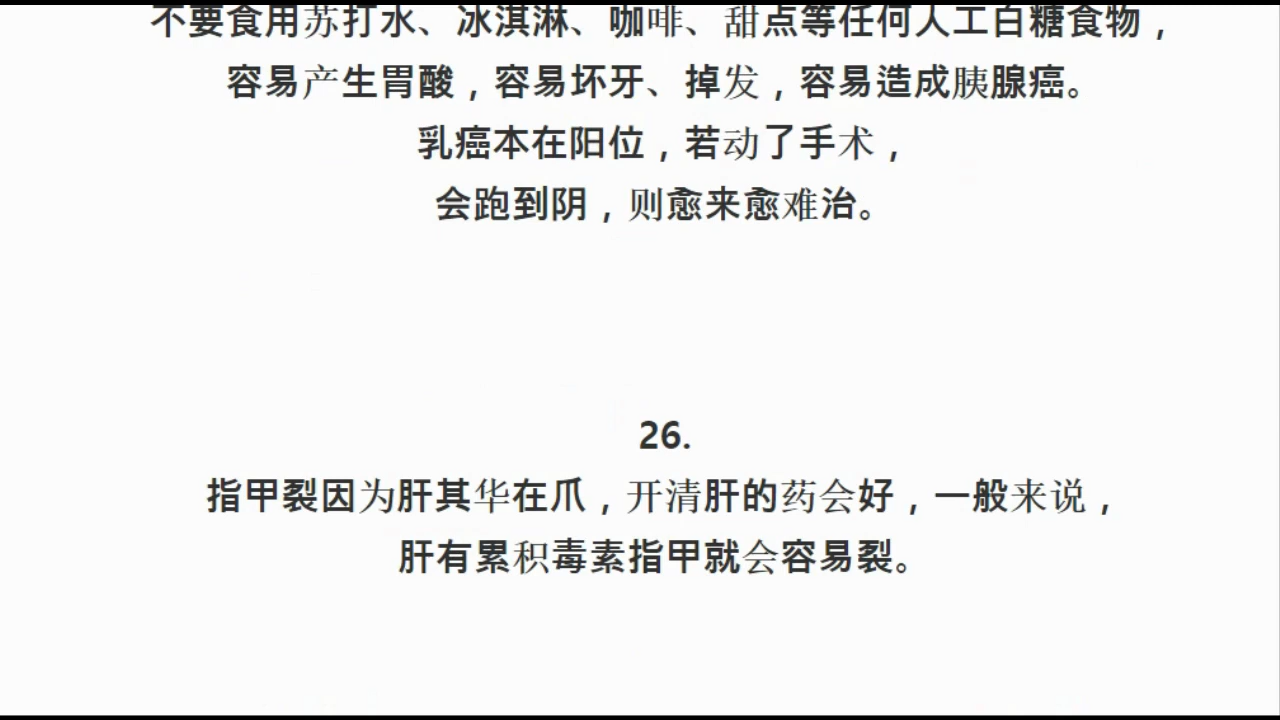 不要食用苏打水、冰淇淋、咖啡、甜点等任何人工白糖食物，
容易产生胃酸，容易坏牙、掉发，容易造成胰腺癌。
乳癌本在阳位，若动了手术，
会跑到阴，则愈来愈难治。
26.
指甲裂因为肝其华在爪，开清肝的药会好，一般来说，
肝有累积毒素指甲就会容易裂。